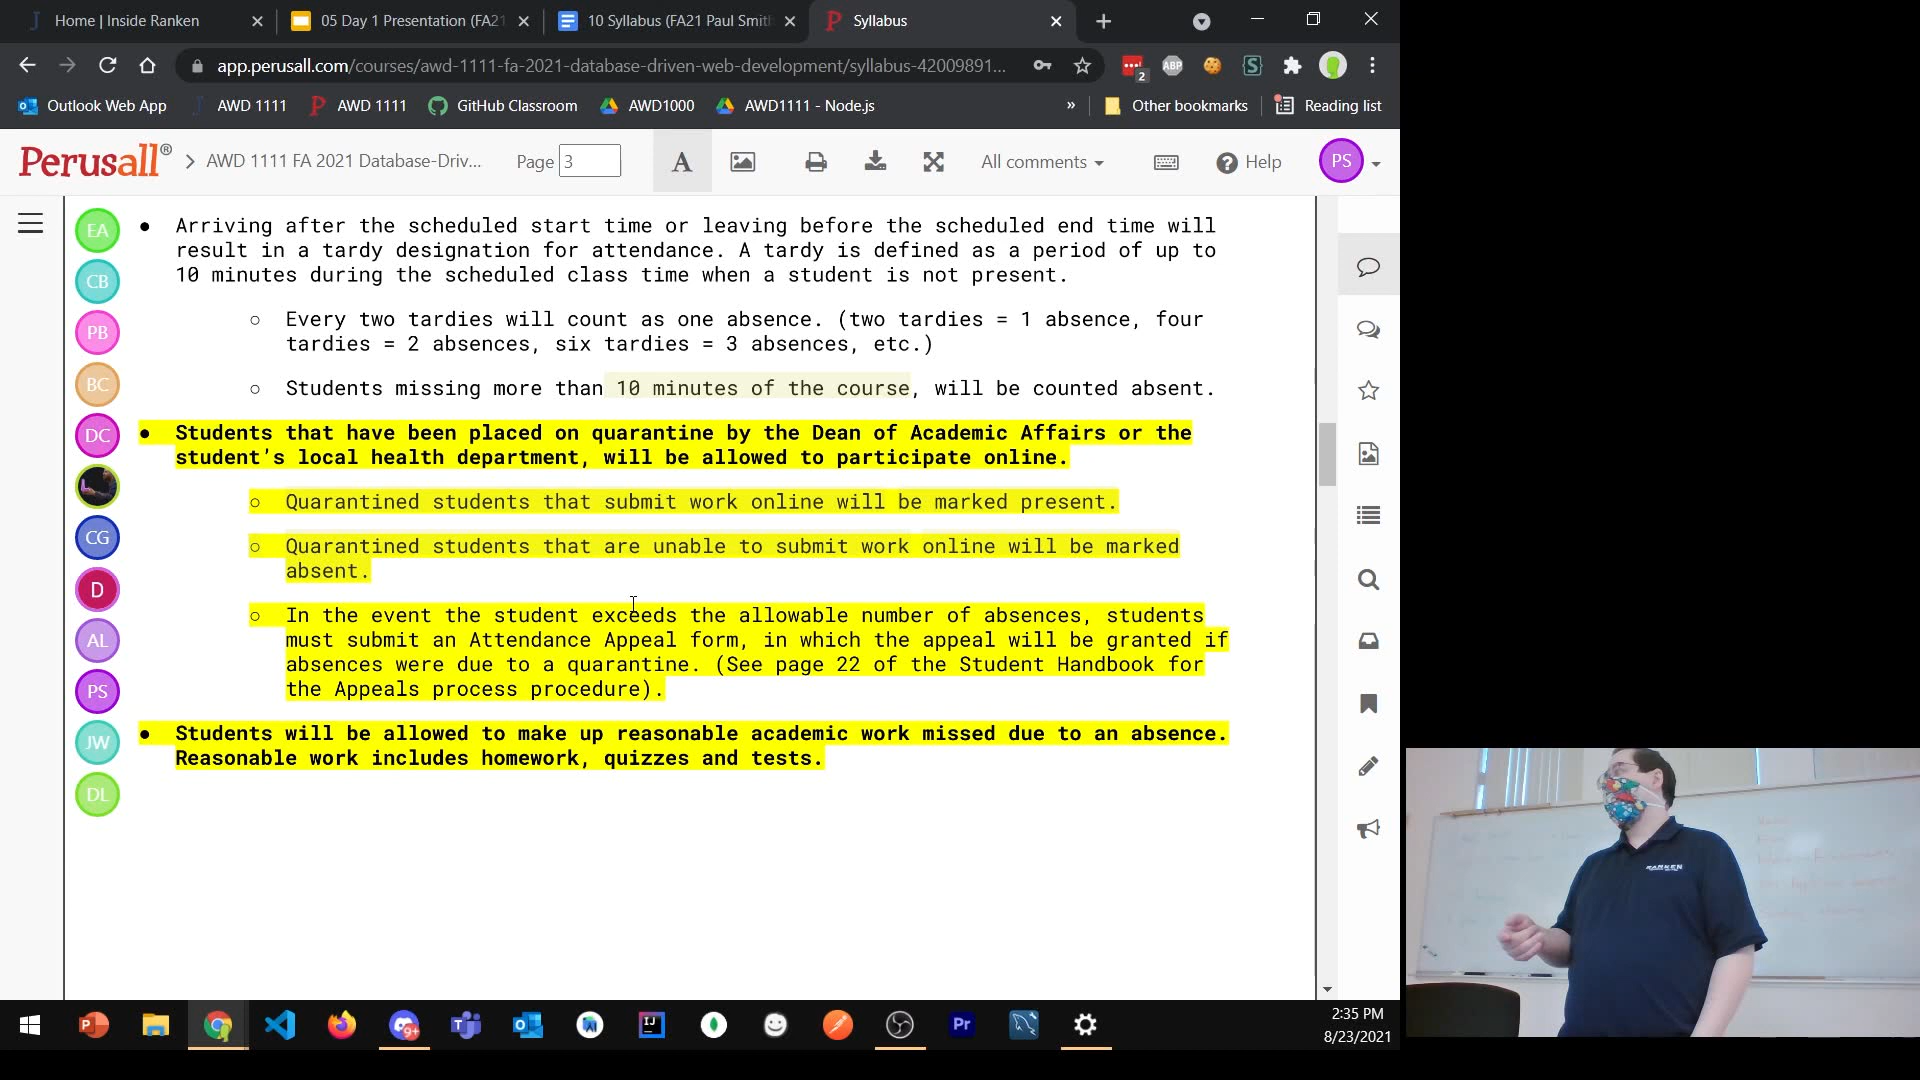 Home | Inside Ranken
05 Day 1 Presentation (FA21
10 Syllabus (FA21 Paul Smith
Syllabus
app.perusall.com/courses/awd-1111-fa-2021-database-driven-web-development/syllabus-42009891...
2
ABP
S
Outlook Web App
AWD 1111
AWD 1111
GitHub Classroom
AWD1000
AWD1111 - Node.js
»
Other bookmarks
Reading list
Perusall®
AWD 1111 FA 2021 Database-Driv...
Page 3
A
All comments
Help
PS
EA
CB
PB
BC
DC
CG
D
AL
PS
JW
DL
• Arriving after the scheduled start time or leaving before the scheduled end time will
result in a tardy designation for attendance. A tardy is defined as a period of up to
10 minutes during the scheduled class time when a student is not present.
○ Every two tardies will count as one absence. (two tardies = 1 absence, four
tardies = 2 absences, six tardies = 3 absences, etc.)
○ Students missing more than 10 minutes of the course, will be counted absent.
• Students that have been placed on quarantine by the Dean of Academic Affairs or the
student’s local health department, will be allowed to participate online.
○ Quarantined students that submit work online will be marked present.
○ Quarantined students that are unable to submit work online will be marked
absent.
○ In the event the student exceeds the allowable number of absences, students
must submit an Attendance Appeal form, in which the appeal will be granted if
absences were due to a quarantine. (See page 22 of the Student Handbook for
the Appeals process procedure).
• Students will be allowed to make up reasonable academic work missed due to an absence.
Reasonable work includes homework, quizzes and tests.
RANKEN
9+
IJ
Pr
2:35 PM
8/23/2021